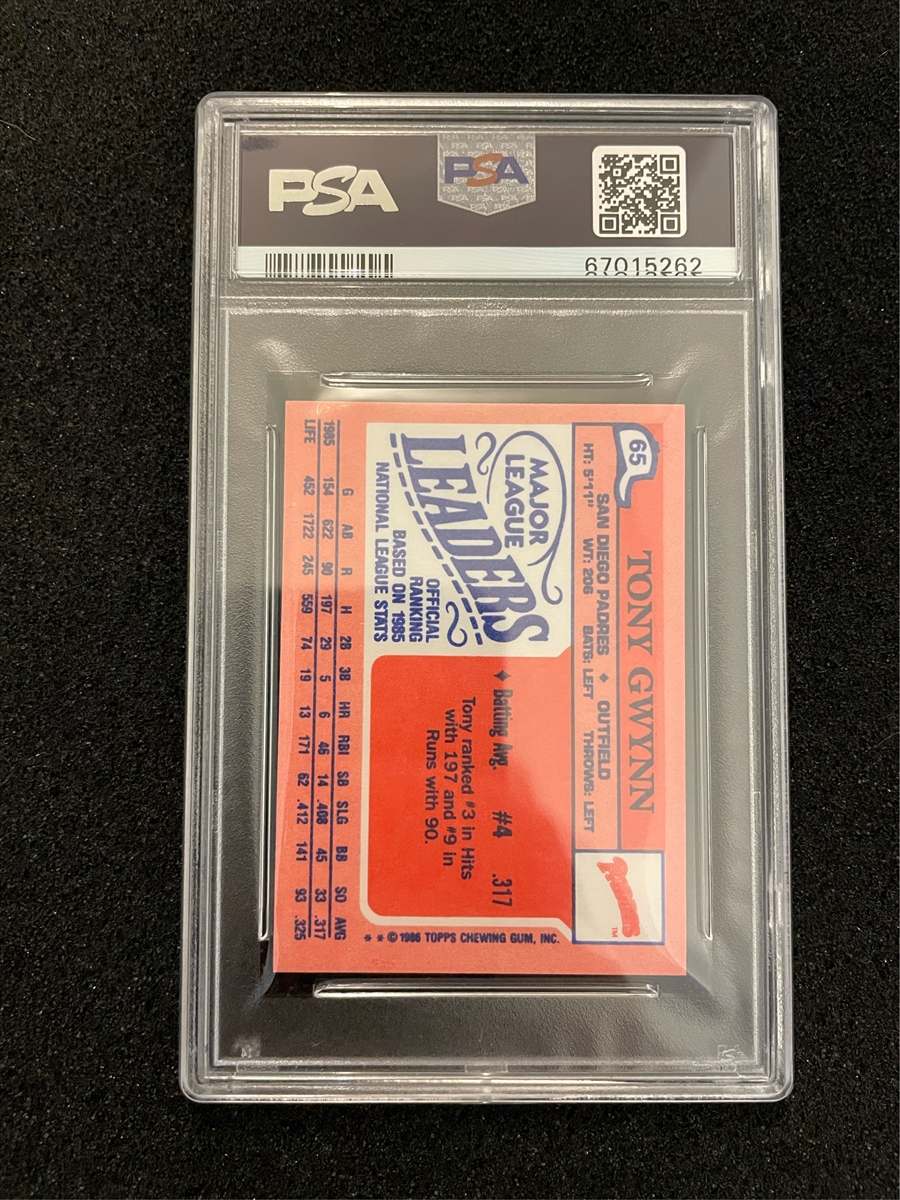 PSA
PSA
67015262
65
TONY GWYNN
SAN DIEGO PADRES ♦ OUTFIELD
HT: 5'11" WT: 206 BATS: LEFT THROWS: LEFT
Padres
TM
MAJOR
LEAGUE
LEADERS
OFFICIAL
RANKING
BASED ON 1985
NATIONAL LEAGUE STATS
♦ Batting Avg. #4 .317
Tony ranked #3 in Hits
with 197 and #9 in
Runs with 90.
G AB R H 2B 3B HR RBI SB SLG BB SO AVG
1985 154 622 90 197 29 5 6 46 14 .408 45 33 .317
LIFE 452 1722 245 559 74 19 13 171 62 .412 141 93 .325
* * © 1986 TOPPS CHEWING GUM, INC.